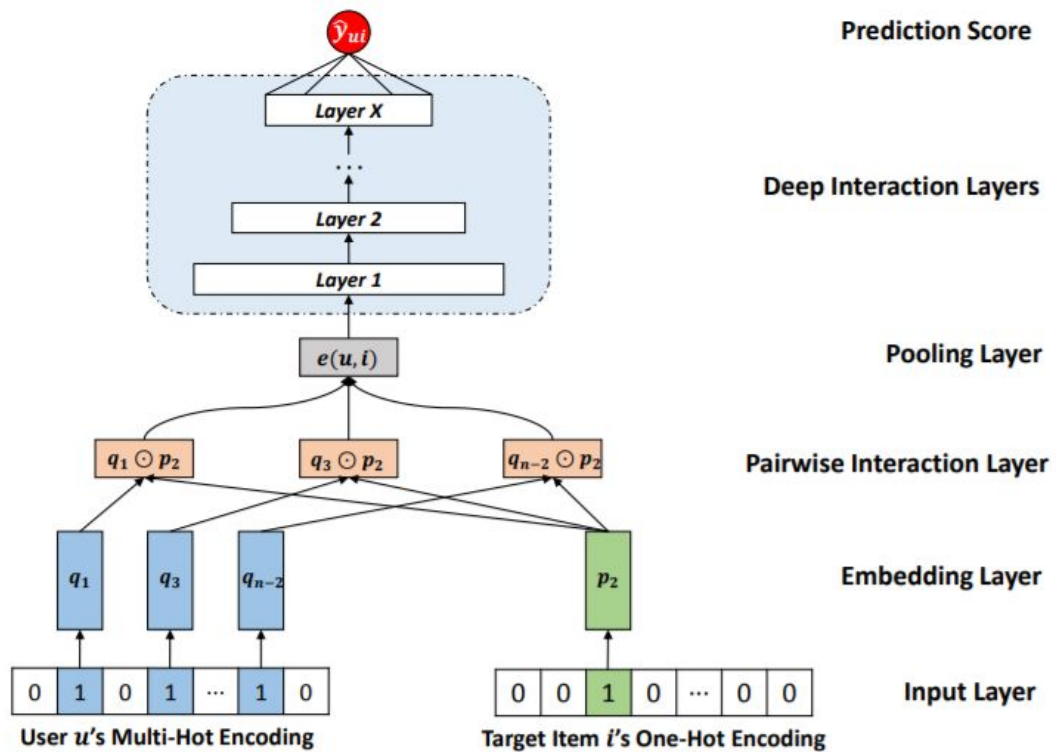 ŷui Prediction Score
Layer X
...
Deep Interaction Layers
Layer 2
Layer 1
e(u, i) Pooling Layer
q1 ⊙ p2 q3 ⊙ p2 qn−2 ⊙ p2 Pairwise Interaction Layer
q1 q3 qn−2 p2 Embedding Layer
0 1 0 1 ... 1 0 0 0 1 0 ... 0 0 Input Layer
User u's Multi-Hot Encoding Target Item i's One-Hot Encoding